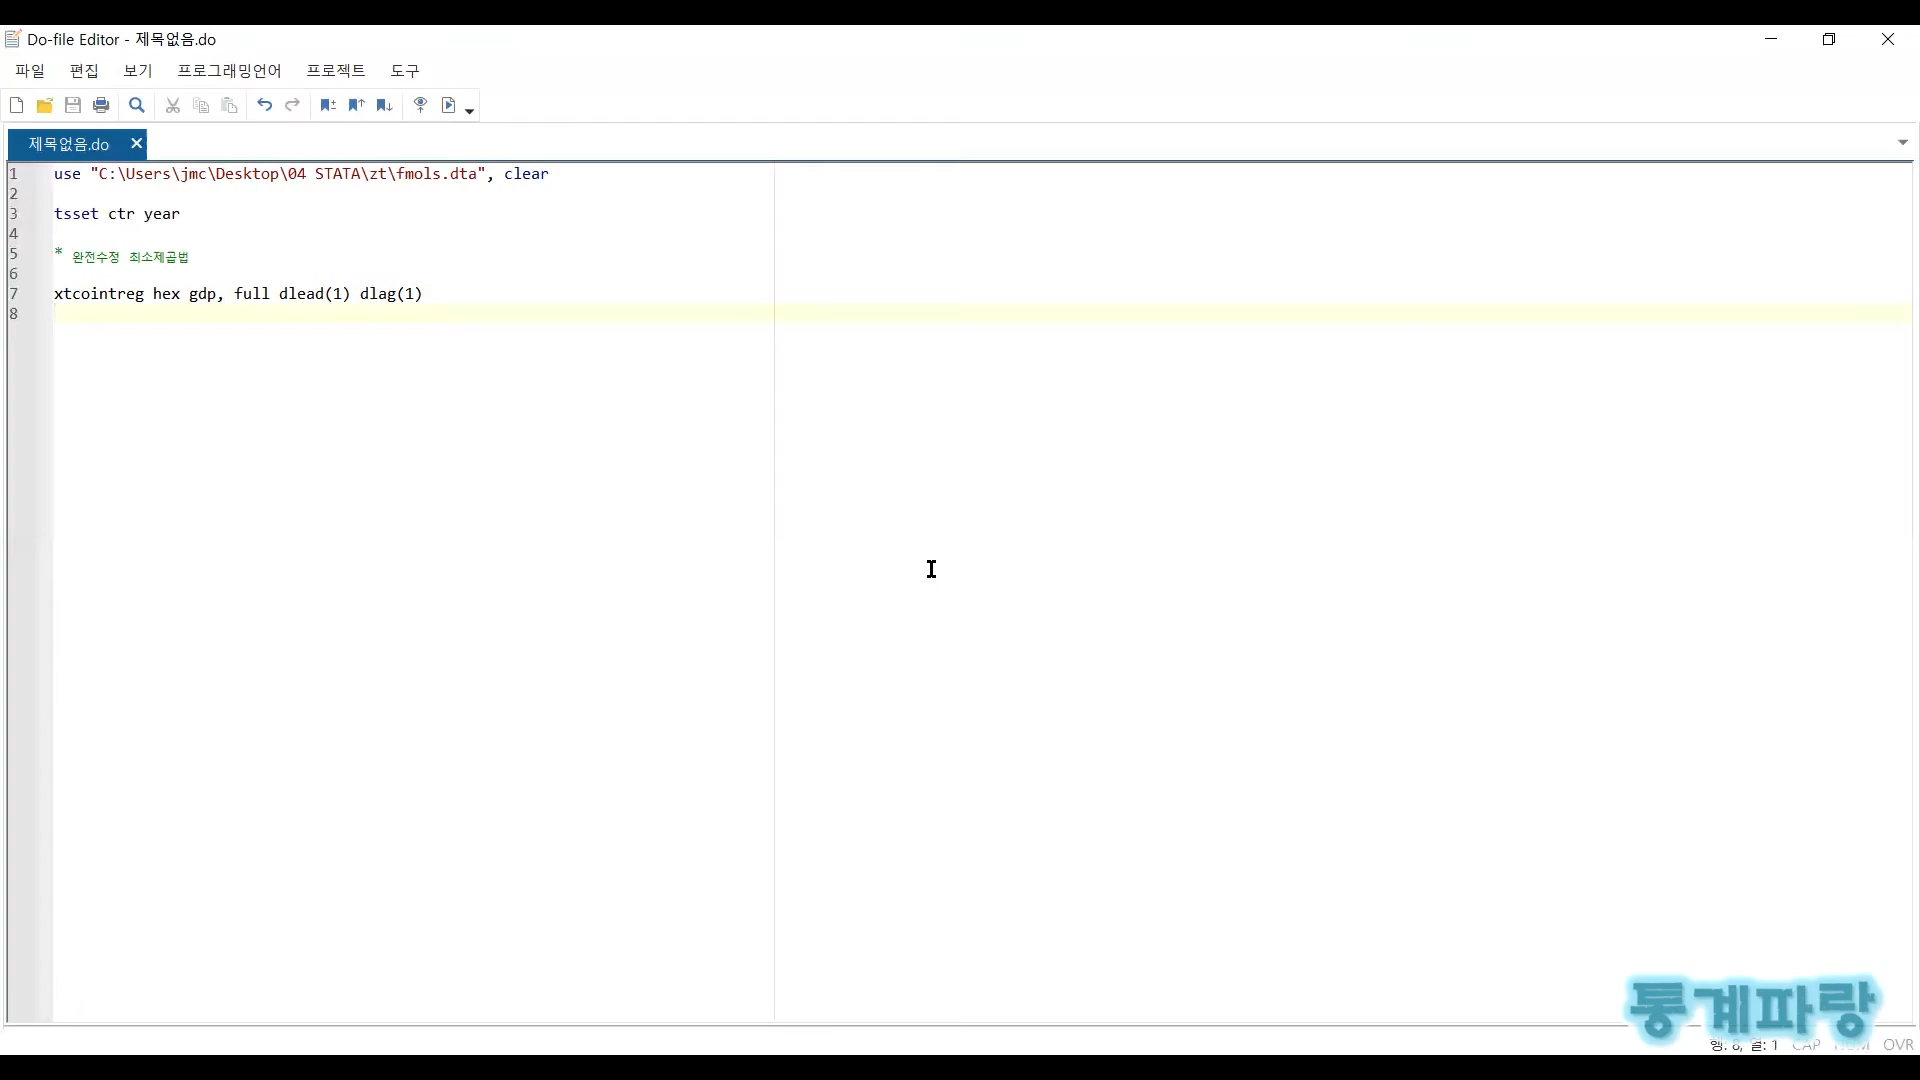 Do-file Editor - 제목없음.do
파일 편집 보기 프로그래밍언어 프로젝트 도구
제목없음.do
1 use "C:\Users\jmc\Desktop\04 STATA\zt\fmols.dta", clear
2
3 tsset ctr year
4
5 * 완전수정 최소제곱법
6
7 xtcointreg hex gdp, full dlead(1) dlag(1)
8
통계파랑
행: 8, 열: 1 CAP NUM OVR